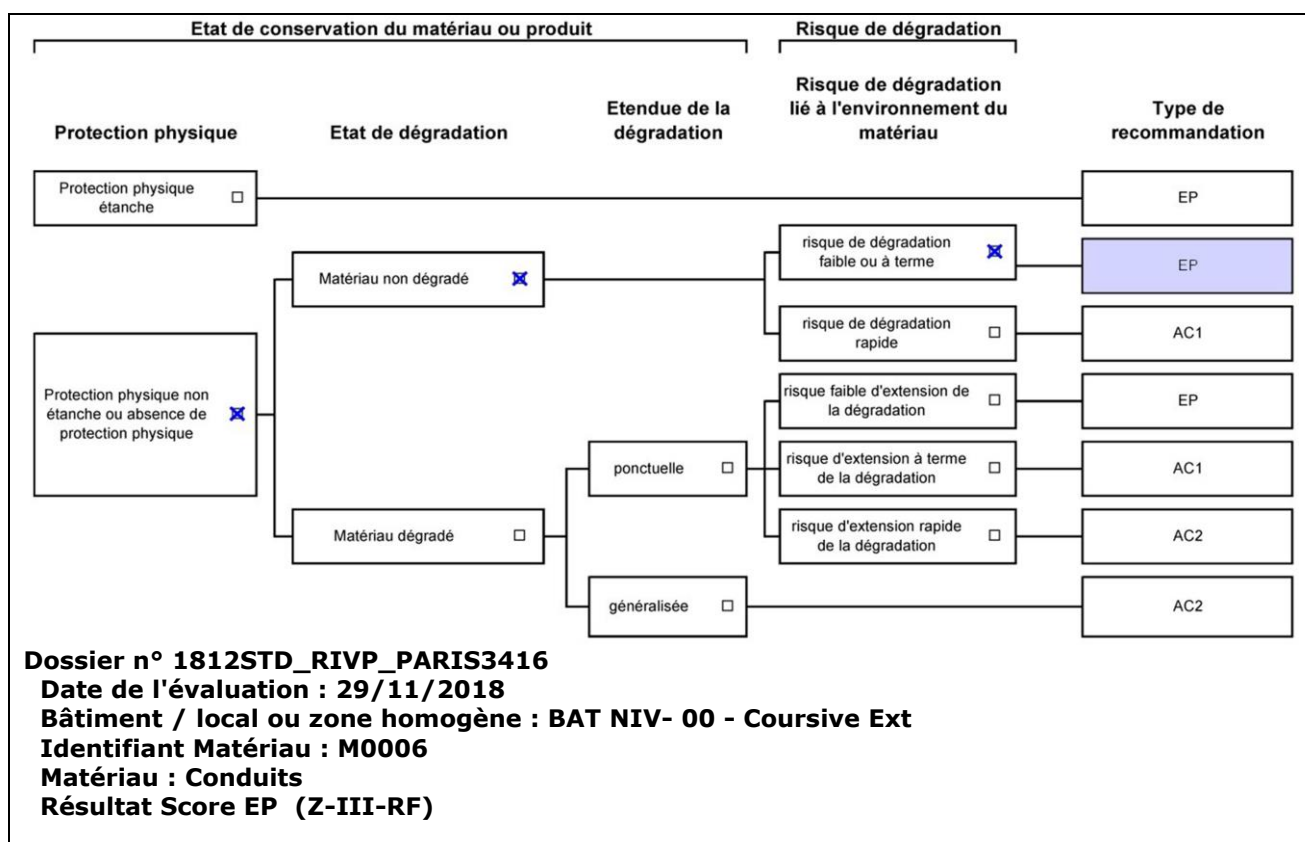 Etat de conservation du matériau ou produit
Risque de dégradation
Protection physique
Etat de dégradation
Etendue de la
dégradation
Risque de dégradation
lié à l'environnement du
matériau
Type de
recommandation
Protection physique
étanche
EP
risque de dégradation
faible ou à terme
EP
Matériau non dégradé
risque de dégradation
rapide
AC1
Protection physique non
étanche ou absence de
protection physique
risque faible d'extension de
la dégradation
EP
ponctuelle
risque d'extension à terme
de la dégradation
AC1
Matériau dégradé
risque d'extension rapide
de la dégradation
AC2
généralisée
AC2
Dossier n° 1812STD_RIVP_PARIS3416
Date de l'évaluation : 29/11/2018
Bâtiment / local ou zone homogène : BAT NIV- 00 - Coursive Ext
Identifiant Matériau : M0006
Matériau : Conduits
Résultat Score EP (Z-III-RF)